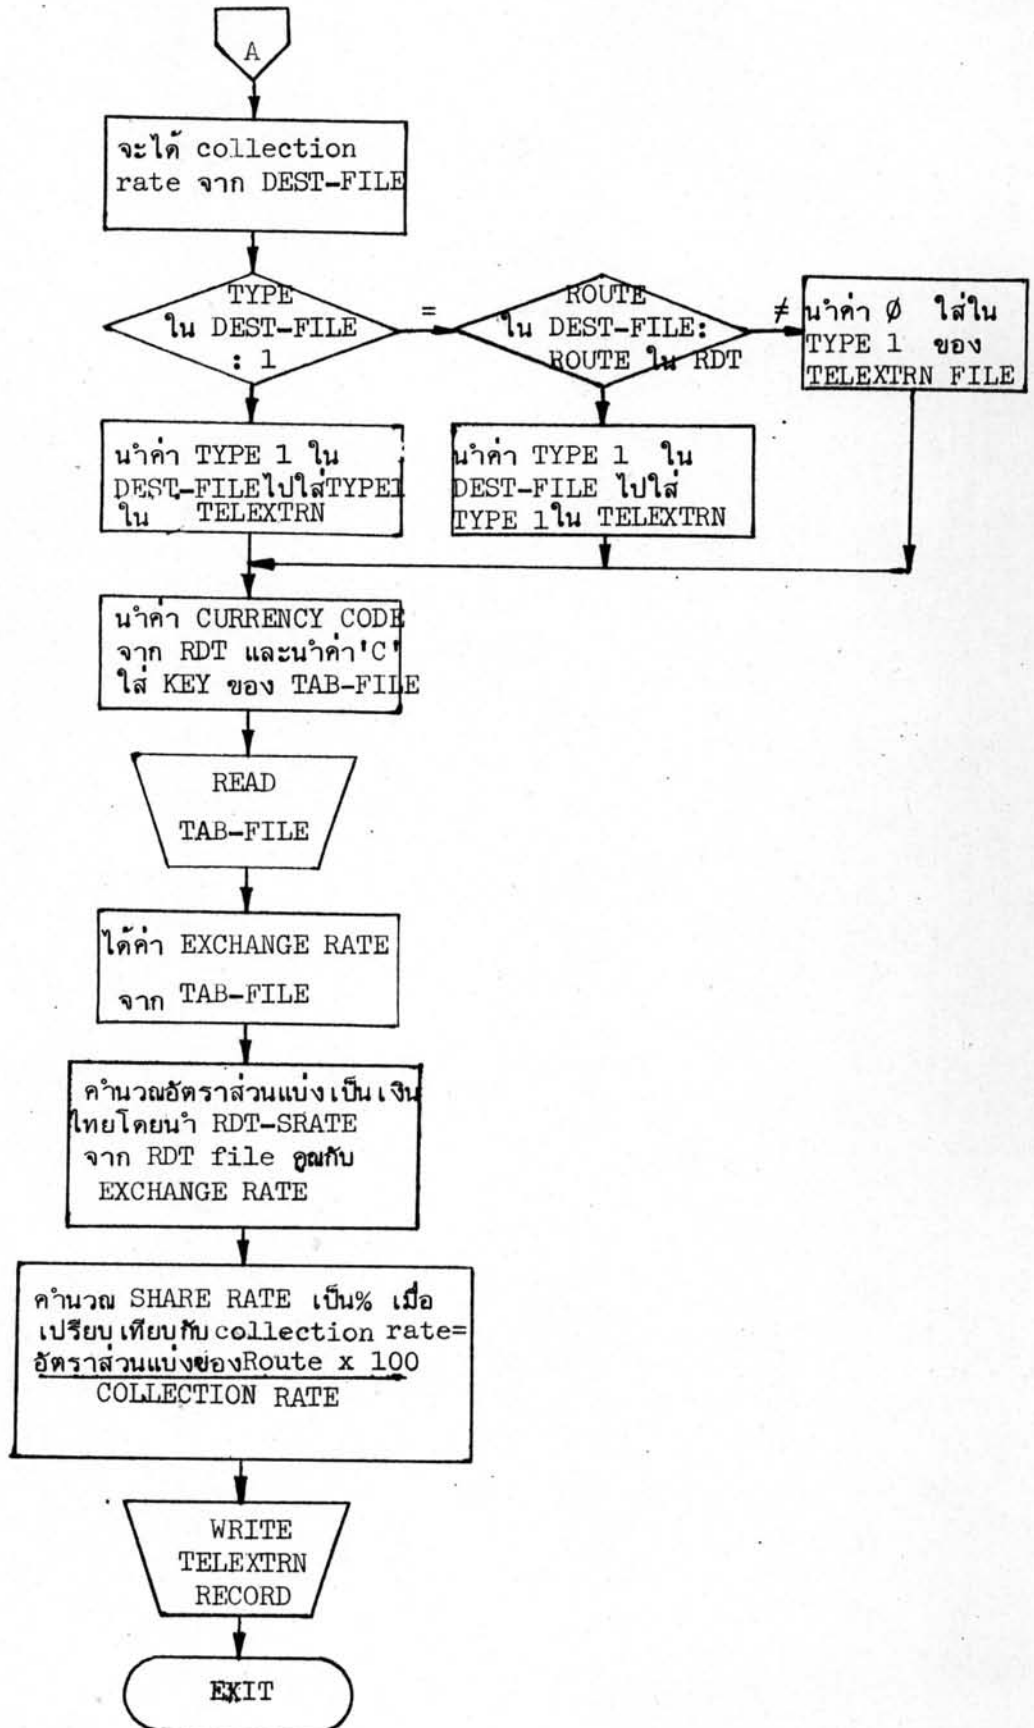 A
จะได้ collection
rate จาก DEST-FILE
TYPE
ใน DEST-FILE
: 1
=
ROUTE
ใน DEST-FILE:
ROUTE ใน RDT
≠
นำค่า Ø ใส่ใน
TYPE 1 ของ
TELEXTRN FILE
นำค่า TYPE 1 ใน
DEST-FILEไปใส่TYPE1
ใน TELEXTRN
นำค่า TYPE 1 ใน
DEST-FILE ไปใส่
TYPE 1ใน TELEXTRN
นำค่า CURRENCY CODE
จาก RDT และนำค่า'C'
ใส่ KEY ของ TAB-FILE
READ
TAB-FILE
ได้ค่า EXCHANGE RATE
จาก TAB-FILE
คำนวณอัตราส่วนแบ่งเป็นเงิน
ไทยโดยนำ RDT-SRATE
จาก RDT file คูณกับ
EXCHANGE RATE
คำนวณ SHARE RATE เป็น% เมื่อ
เปรียบเทียบกับcollection rate=
อัตราส่วนแบ่งของRoute x 100
COLLECTION RATE
WRITE
TELEXTRN
RECORD
EXIT